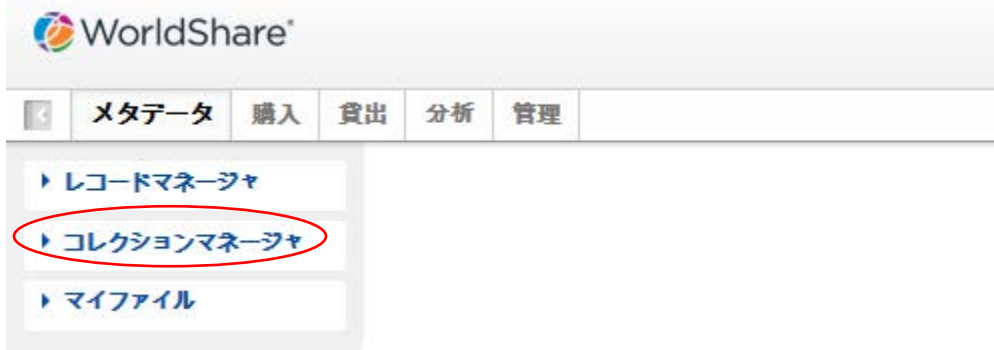 WorldShare®
メタデータ 購入 貸出 分析 管理
レコードマネージャ
コレクションマネージャ
マイファイル